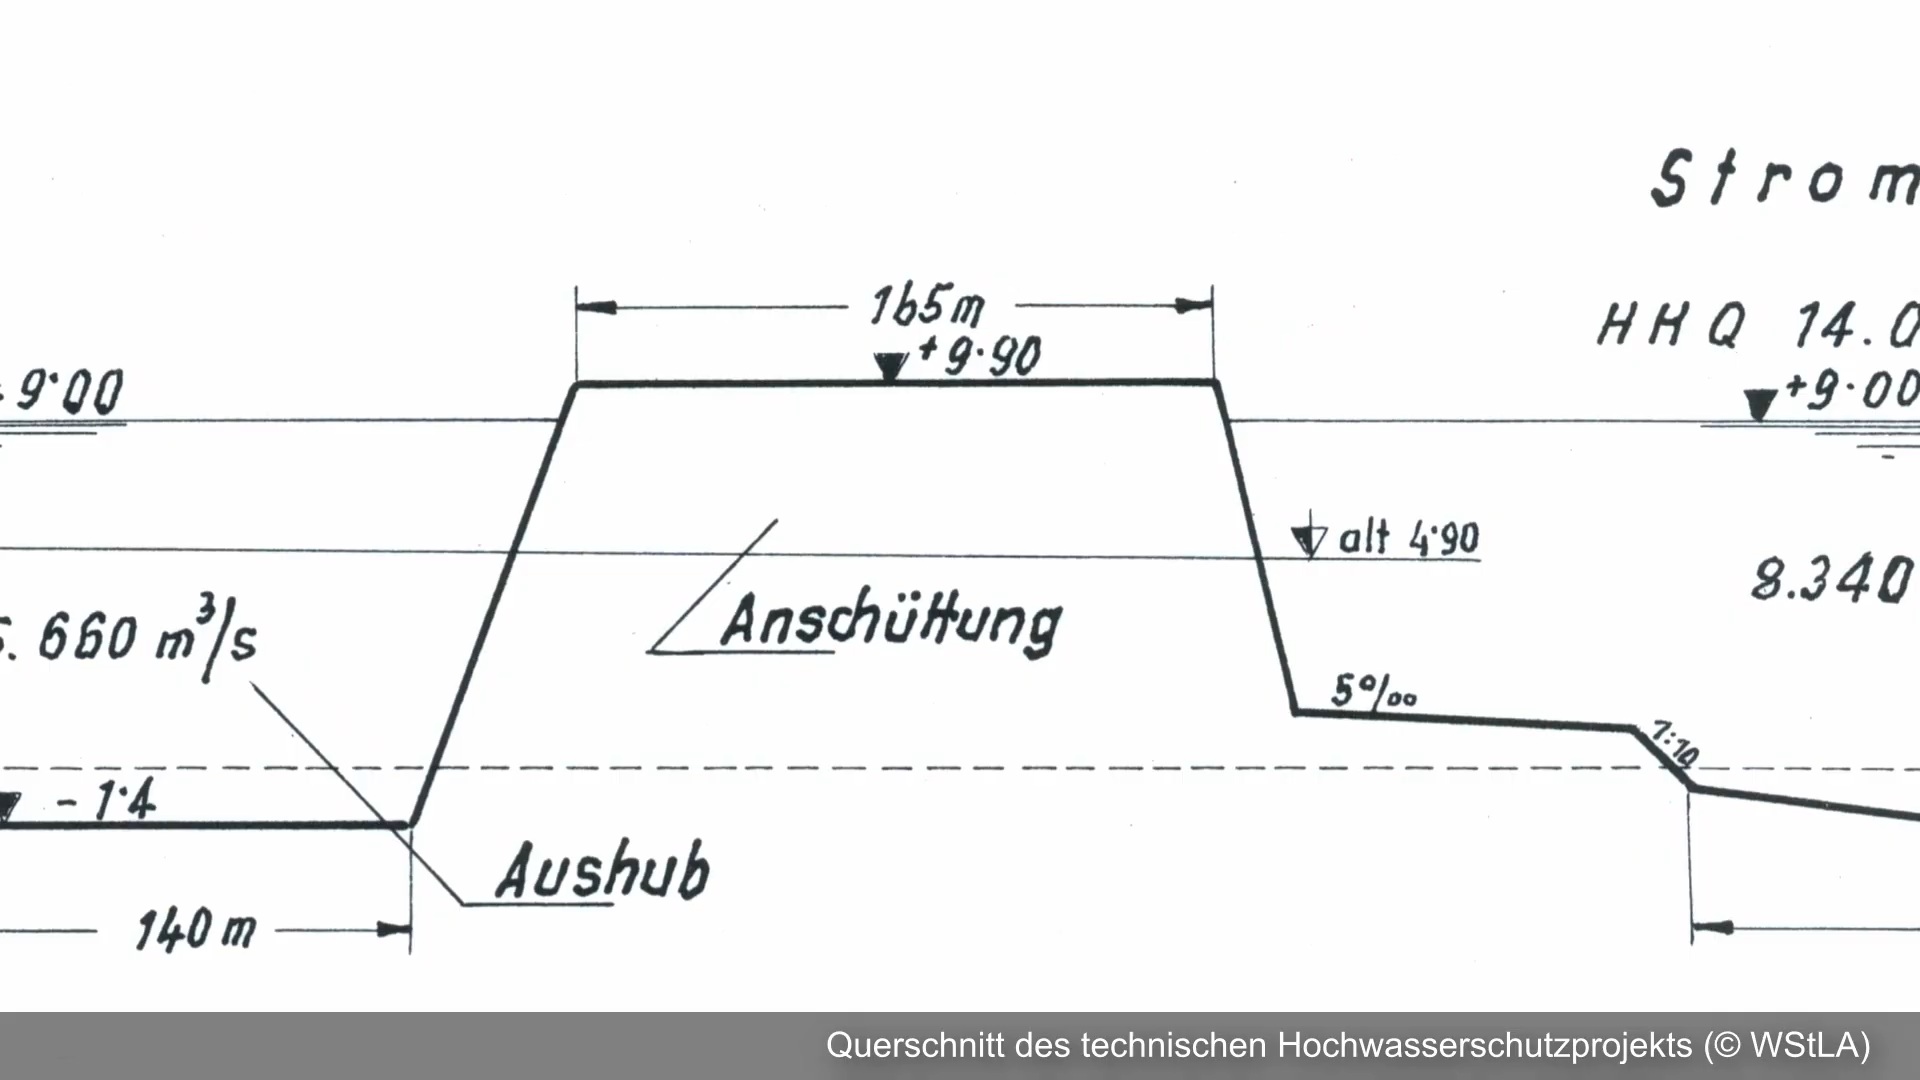 Strom
165m
HHQ 14.0
+9·90
9·00
+9·00
alt 4·90
8.340
660 m³/s
Anschüttung
5‰
1:10
-1·4
Aushub
140m
Querschnitt des technischen Hochwasserschutzprojekts (© WStLA)